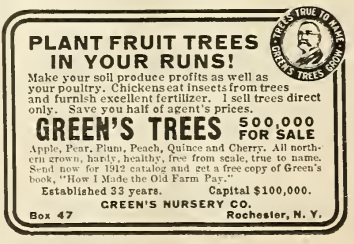 PLANT FRUIT TREES
IN YOUR RUNS!
TREES TRUE TO NAME
GREEN'S TREES GROW
Make your soil produce profits as well as
your poultry. Chickens eat insects from trees
and furnish excellent fertilizer. I sell trees direct
only. Save you half of agent's prices.
GREEN'S TREES 500,000
FOR SALE
Apple, Pear, Plum, Peach, Quince and Cherry. All north-
ern grown, hardy, healthy, free from scale, true to name.
Send now for 1912 catalog and get a free copy of Green's
book, "How I Made the Old Farm Pay."
Established 33 years. Capital $100,000.
GREEN'S NURSERY CO.
Box 47 Rochester, N. Y.